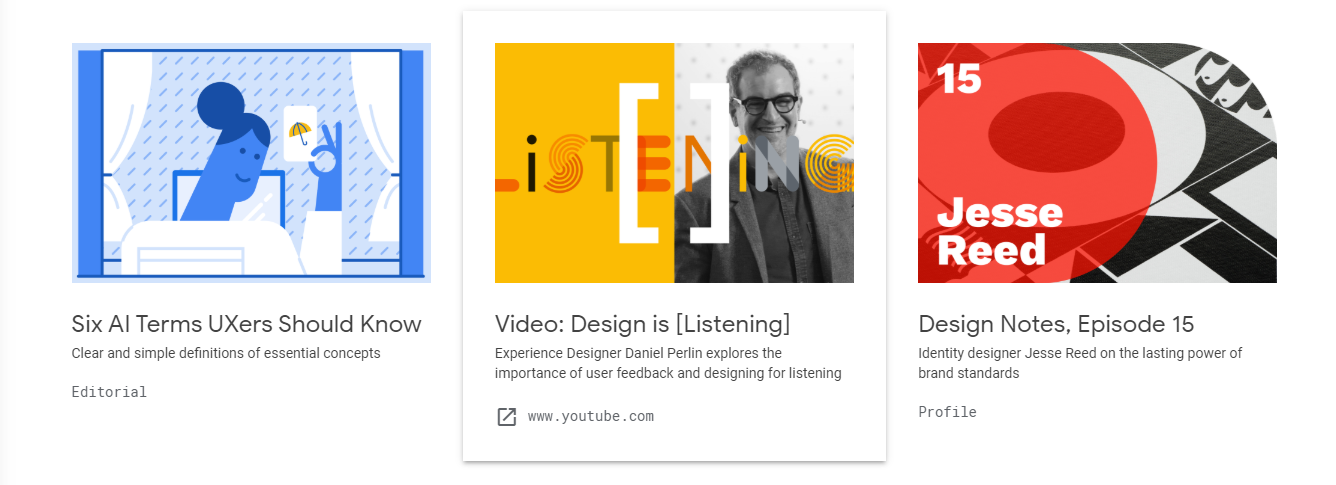 LiSTENiNG
[ ]
15
Jesse
Reed
Six AI Terms UXers Should Know
Clear and simple definitions of essential concepts
Editorial
Video: Design is [Listening]
Experience Designer Daniel Perlin explores the
importance of user feedback and designing for listening
www.youtube.com
Design Notes, Episode 15
Identity designer Jesse Reed on the lasting power of
brand standards
Profile